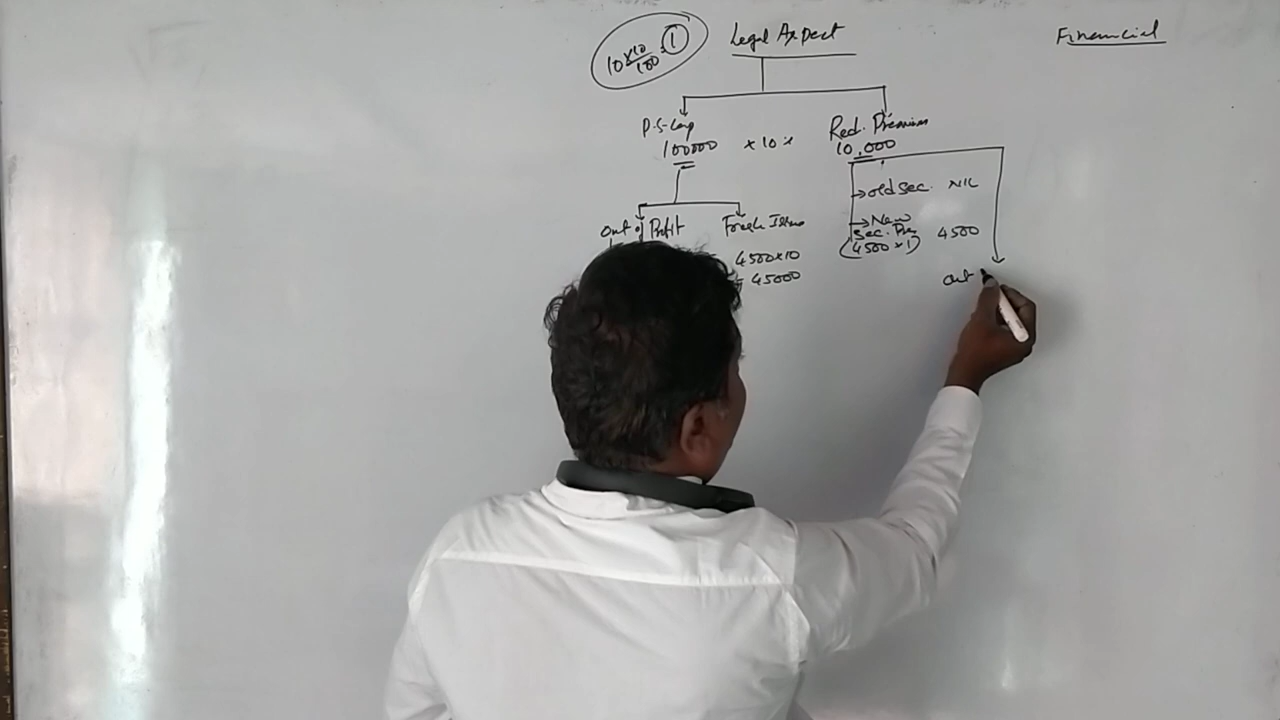 10 × 10/100 = 1
Legal Aspect
Financial
P.S. Cap
100000 × 10%
Red. Premium
10,000
→ old sec. NIL
→ New
Sec. Pre
(4500 × 1) 4500
out of Profit
Fresh Issue
4500×10
= 45000
out